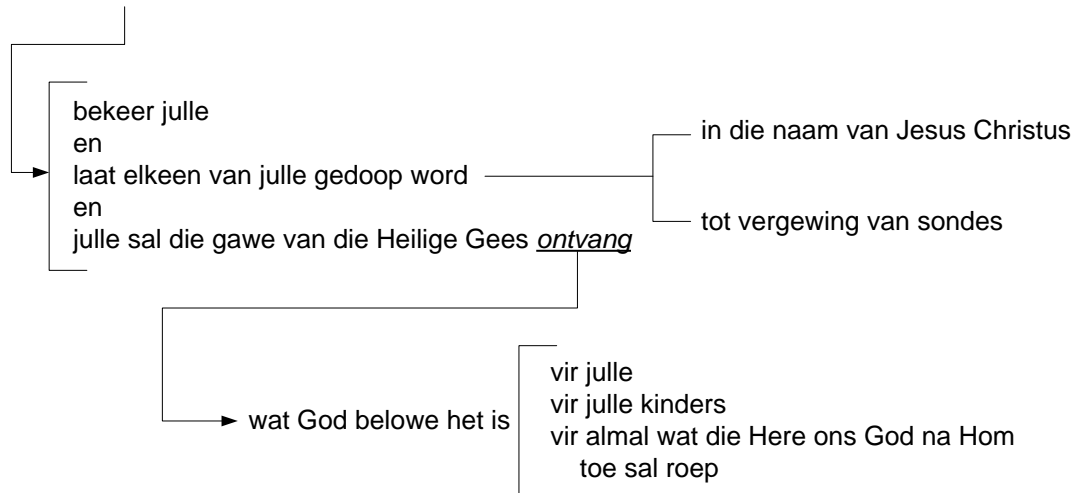 bekeer julle
en
laat elkeen van julle gedoop word
en
julle sal die gawe van die Heilige Gees ontvang
in die naam van Jesus Christus
tot vergewing van sondes
wat God belowe het is
vir julle
vir julle kinders
vir almal wat die Here ons God na Hom
toe sal roep